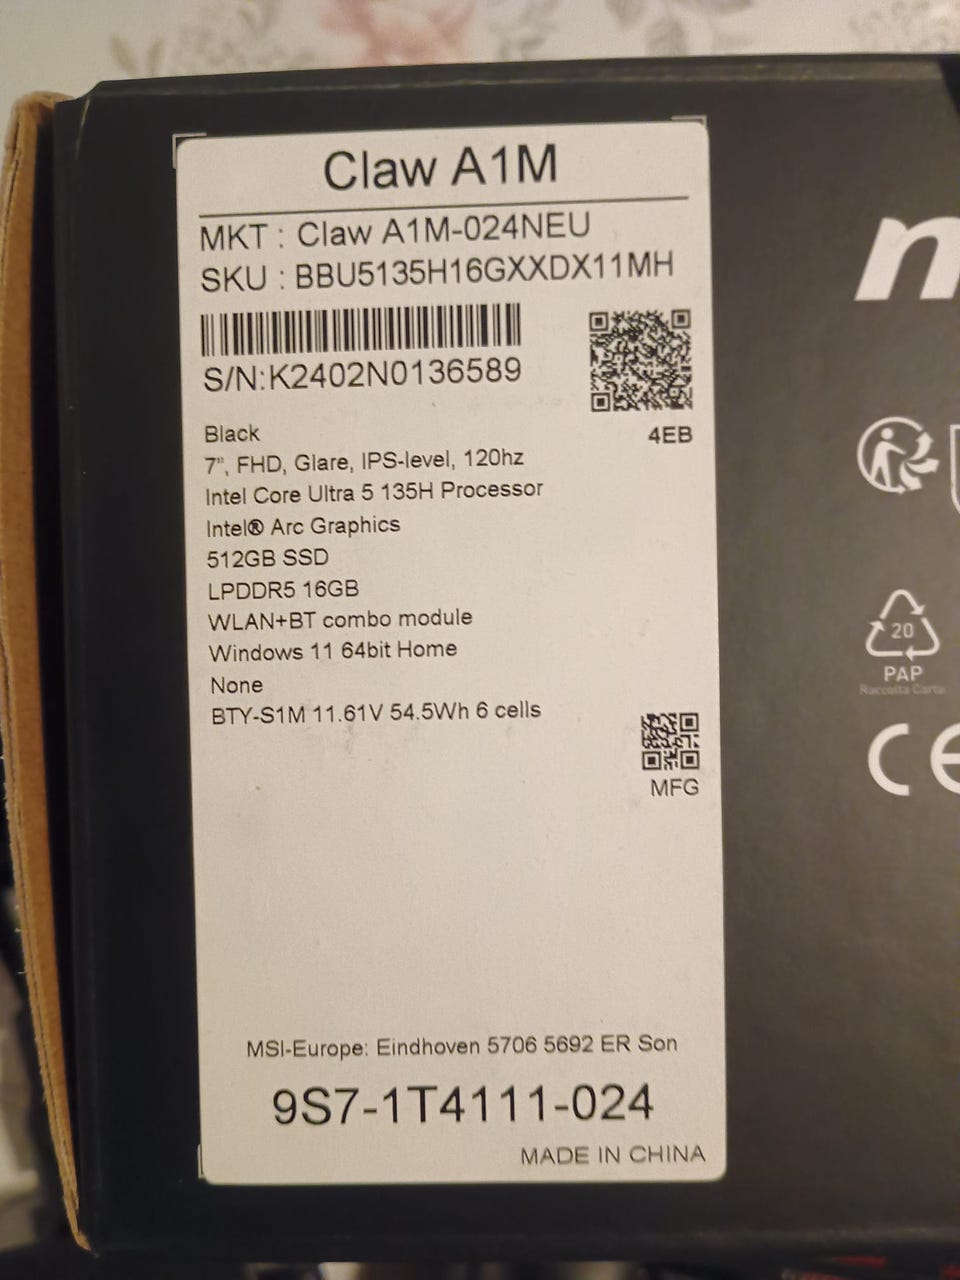 Claw A1M
MKT : Claw A1M-024NEU
SKU : BBU5135H16GXXDX11MH
S/N:K2402N0136589
4EB
Black
7”, FHD, Glare, IPS-level, 120hz
Intel Core Ultra 5 135H Processor
Intel® Arc Graphics
512GB SSD
LPDDR5 16GB
WLAN+BT combo module
Windows 11 64bit Home
None
BTY-S1M 11.61V 54.5Wh 6 cells
MFG
MSI-Europe: Eindhoven 5706 5692 ER Son
9S7-1T4111-024
MADE IN CHINA
20
PAP
Raccolta Carta
CE